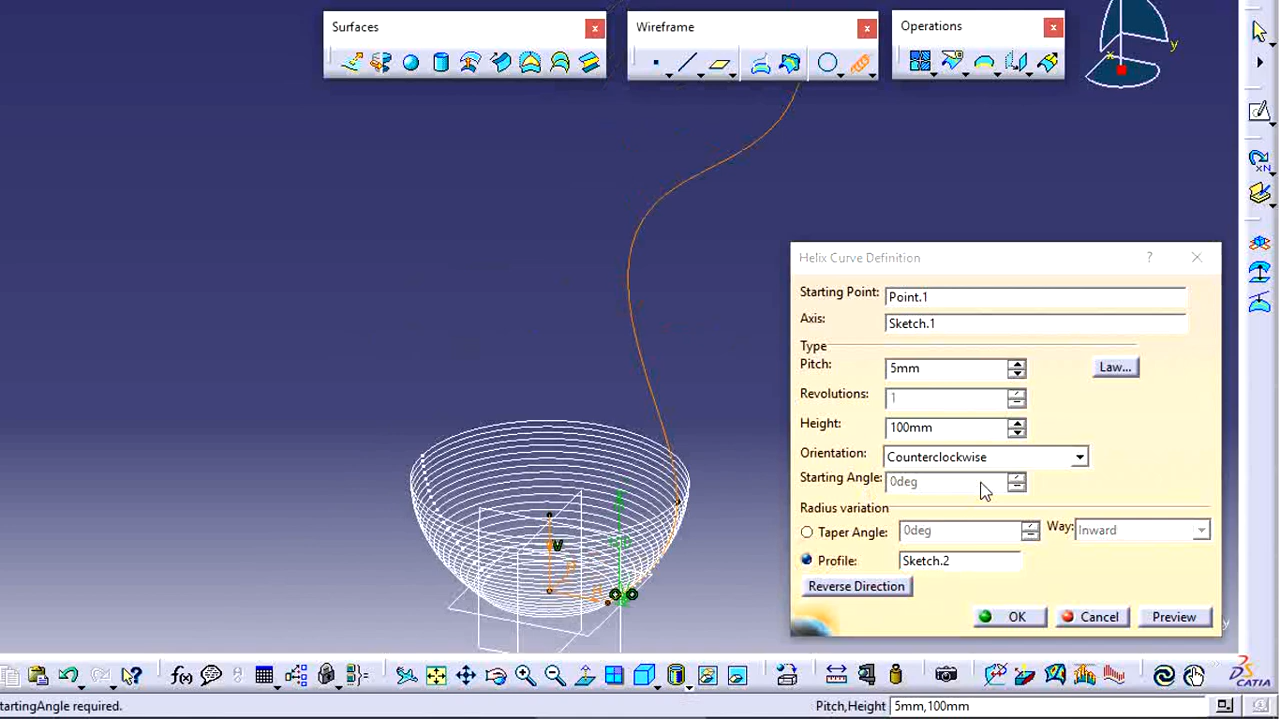 Surfaces
Wireframe
Operations
y
x
Helix Curve Definition
?
Starting Point: Point.1
Axis: Sketch.1
Type
Pitch: 5mm Law...
Revolutions: 1
Height: 100mm
Orientation: Counterclockwise
Starting Angle: 0deg
Radius variation
Taper Angle: 0deg Way: Inward
Profile: Sketch.2
Reverse Direction
OK Cancel Preview
V
f(x)
CATIA
tartingAngle required.
Pitch,Height 5mm,100mm